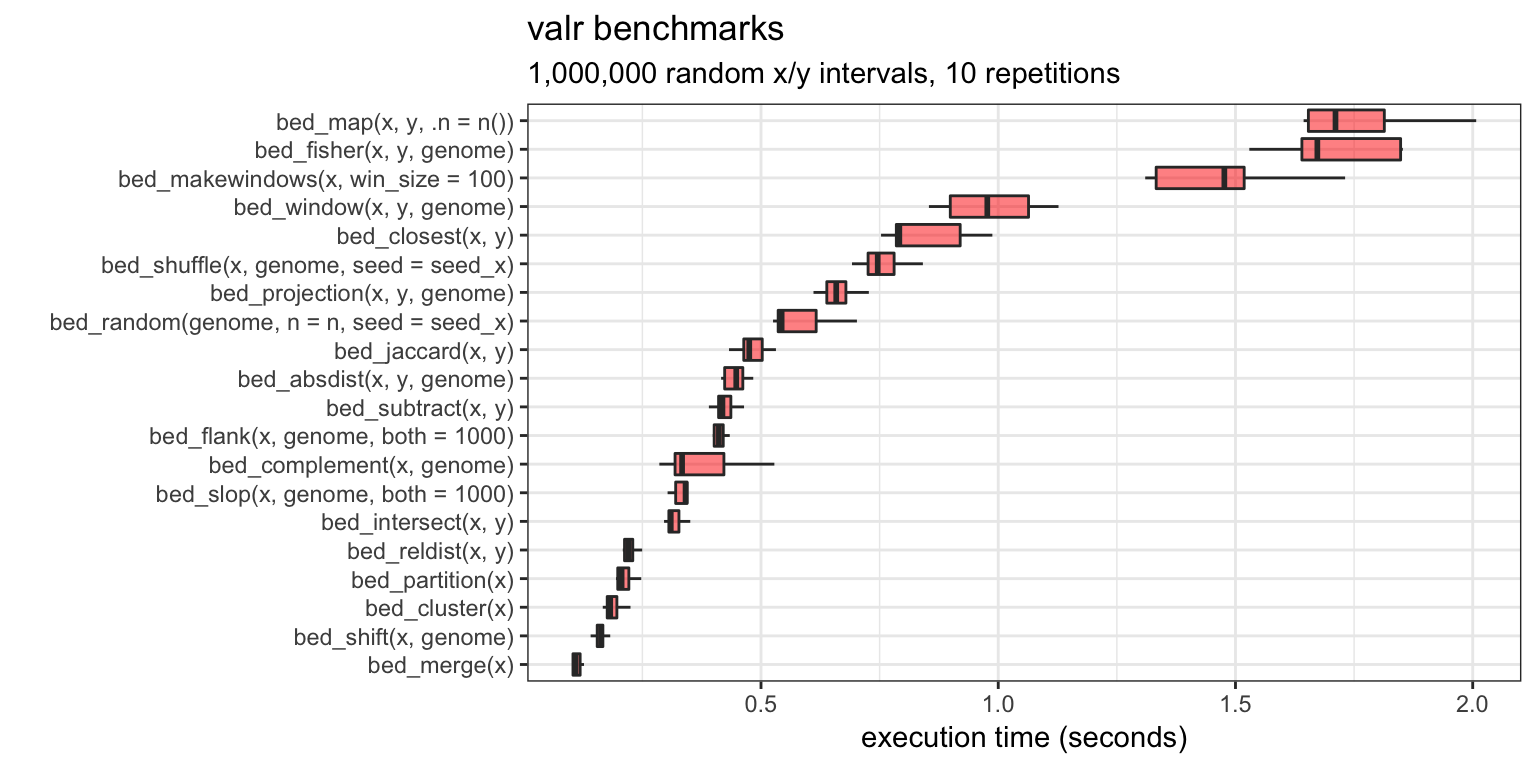 valr benchmarks
1,000,000 random x/y intervals, 10 repetitions
bed_map(x, y, .n = n())
bed_fisher(x, y, genome)
bed_makewindows(x, win_size = 100)
bed_window(x, y, genome)
bed_closest(x, y)
bed_shuffle(x, genome, seed = seed_x)
bed_projection(x, y, genome)
bed_random(genome, n = n, seed = seed_x)
bed_jaccard(x, y)
bed_absdist(x, y, genome)
bed_subtract(x, y)
bed_flank(x, genome, both = 1000)
bed_complement(x, genome)
bed_slop(x, genome, both = 1000)
bed_intersect(x, y)
bed_reldist(x, y)
bed_partition(x)
bed_cluster(x)
bed_shift(x, genome)
bed_merge(x)
0.5 1.0 1.5 2.0
execution time (seconds)